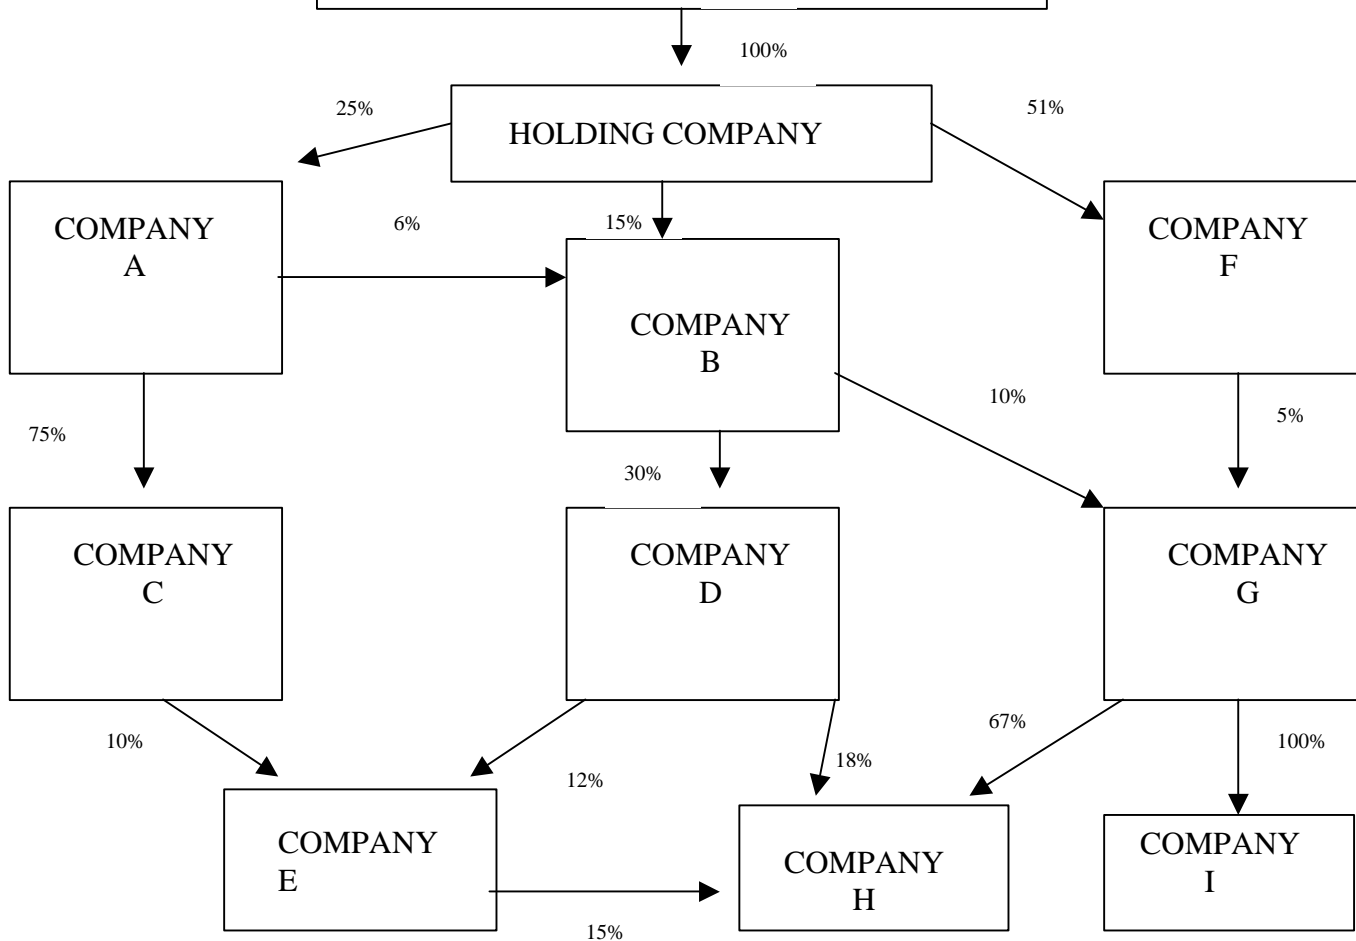 100%
25%
51%
HOLDING COMPANY
COMPANY
A
6%
15%
COMPANY
F
COMPANY
B
75%
30%
10%
5%
COMPANY
C
COMPANY
D
COMPANY
G
10%
12%
18%
67%
100%
COMPANY
E
COMPANY
H
COMPANY
I
15%